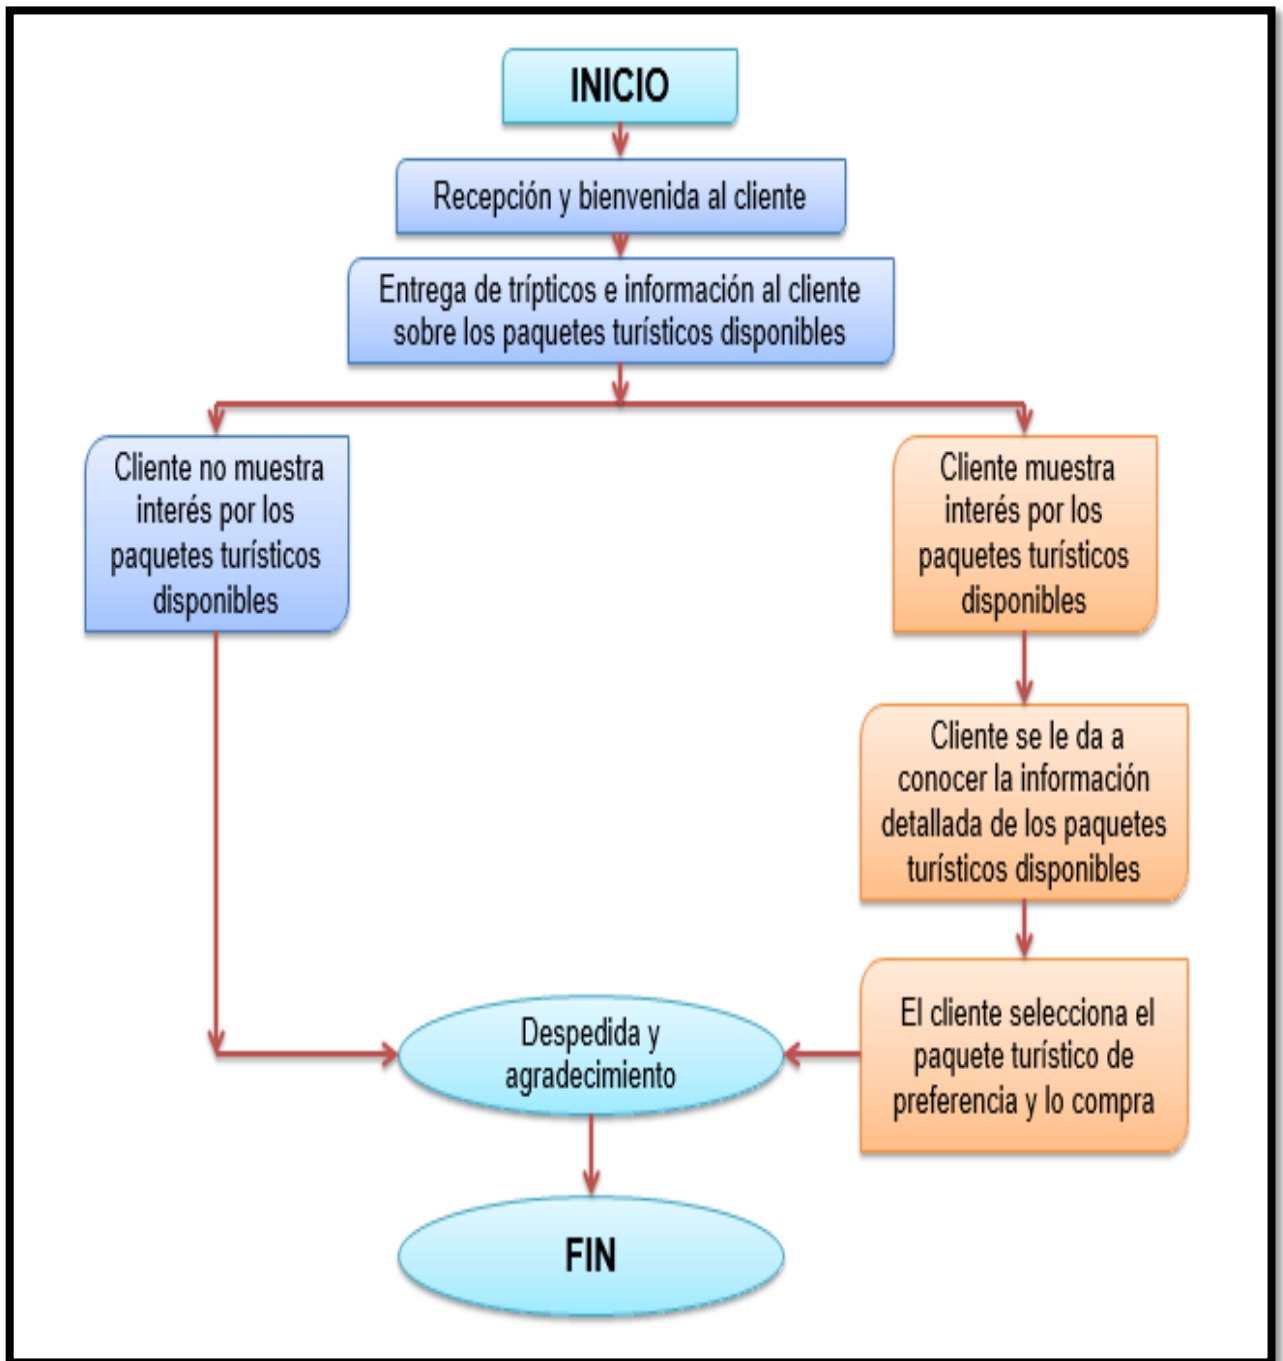 INICIO
Recepción y bienvenida al cliente
Entrega de trípticos e información al cliente
sobre los paquetes turísticos disponibles
Cliente no muestra
interés por los
paquetes turísticos
disponibles
Cliente muestra
interés por los
paquetes turísticos
disponibles
Cliente se le da a
conocer la información
detallada de los paquetes
turísticos disponibles
El cliente selecciona el
paquete turístico de
preferencia y lo compra
Despedida y
agradecimiento
FIN